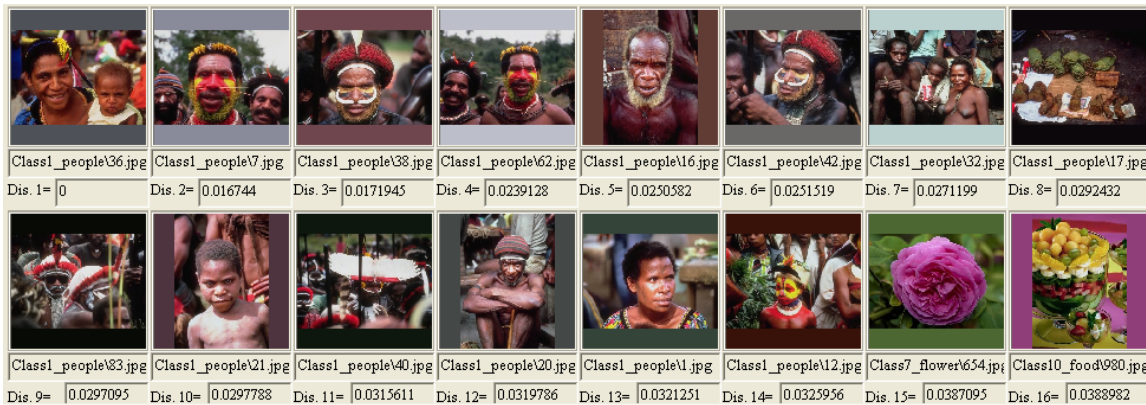 Class1_people\36.jpg Class1_people\7.jpg Class1_people\38.jpg Class1_people\62.jpg Class1_people\16.jpg Class1_people\42.jpg Class1_people\32.jpg Class1_people\17.jpg
Dis. 1= 0 Dis. 2= 0.016744 Dis. 3= 0.0171945 Dis. 4= 0.0239128 Dis. 5= 0.0250582 Dis. 6= 0.0251519 Dis. 7= 0.0271199 Dis. 8= 0.0292432
Class1_people\83.jpg Class1_people\21.jpg Class1_people\40.jpg Class1_people\20.jpg Class1_people\1.jpg Class1_people\12.jpg Class7_flower\654.jpg Class10_food\980.jpg
Dis. 9= 0.0297095 Dis. 10= 0.0297788 Dis. 11= 0.0315611 Dis. 12= 0.0319786 Dis. 13= 0.0321251 Dis. 14= 0.0325956 Dis. 15= 0.0387095 Dis. 16= 0.0388982